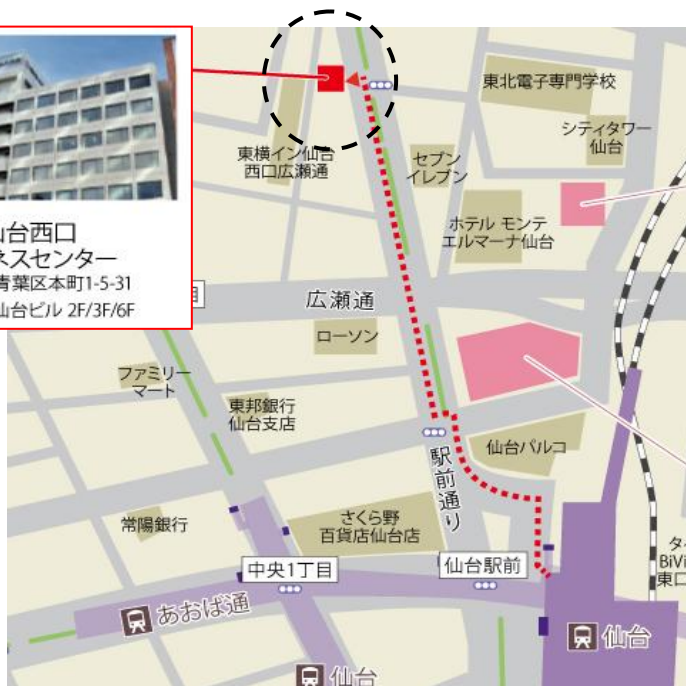 台西口
ネスセンター
青葉区本町1-5-31
仙台ビル 2F/3F/6F
東北電子専門学校
シティタワー
仙台
東横イン仙台
西口広瀬通
セブン
イレブン
ホテル モンテ
エルマーナ仙台
広瀬通
ローソン
ファミリー
マート
東邦銀行
仙台支店
仙台パルコ
駅前通り
常陽銀行
さくら野
百貨店仙台店
中央1丁目
仙台駅前
あおば通
仙台
仙台
BiVi
東口